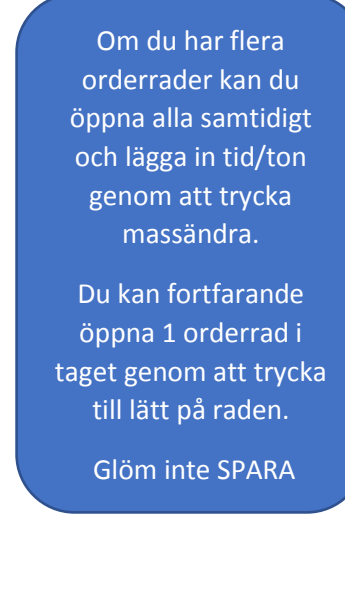 Om du har flera
orderrader kan du
öppna alla samtidigt
och lägga in tid/ton
genom att trycka
massändra.
Du kan fortfarande
öppna 1 orderrad i
taget genom att trycka
till lätt på raden.
Glöm inte SPARA